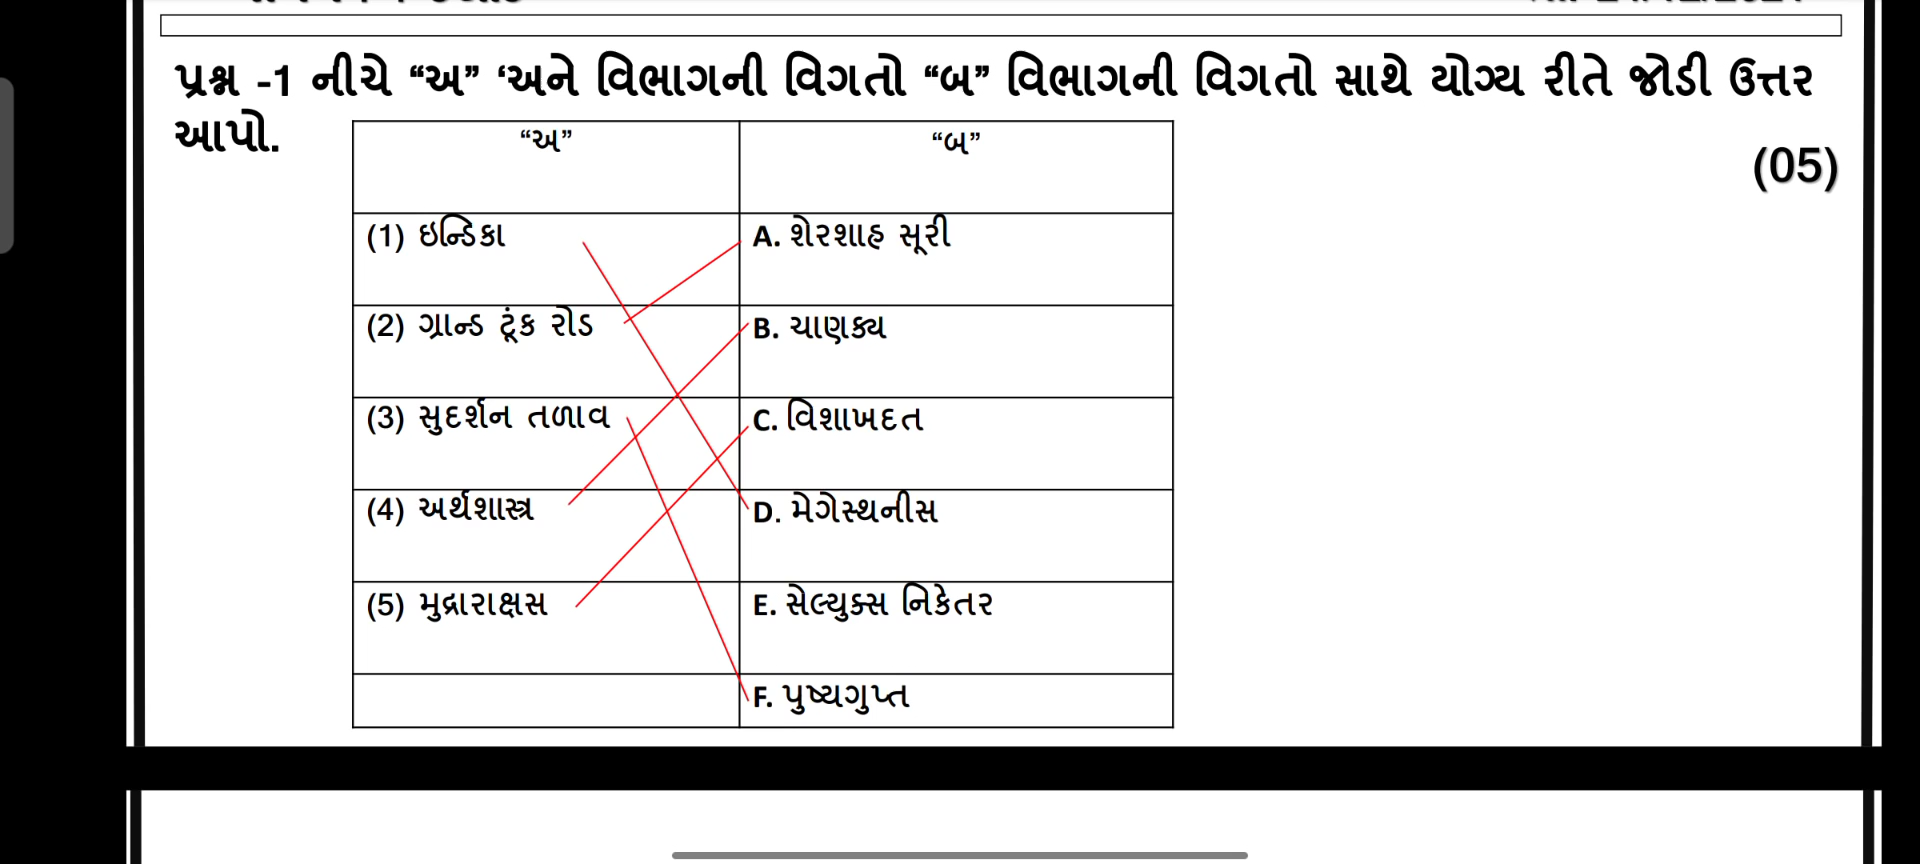 પ્રશ્ન -1 નીચે “અ” ‘અને વિભાગની વિગતો “બ” વિભાગની વિગતો સાથે યોગ્ય રીતે જોડી ઉત્તર
આપો.
(05)
“અ” “બ”
(1) ઇન્ડિકા A. શેરશાહ સૂરી
(2) ગ્રાન્ડ ટ્રંક રોડ B. ચાણક્ય
(3) સુદર્શન તળાવ C. વિશાખદત
(4) અર્થશાસ્ત્ર D. મેગેસ્થનીસ
(5) મુદ્રારાક્ષસ E. સેલ્યુક્સ નિકેતર
F. પુષ્યગુપ્ત